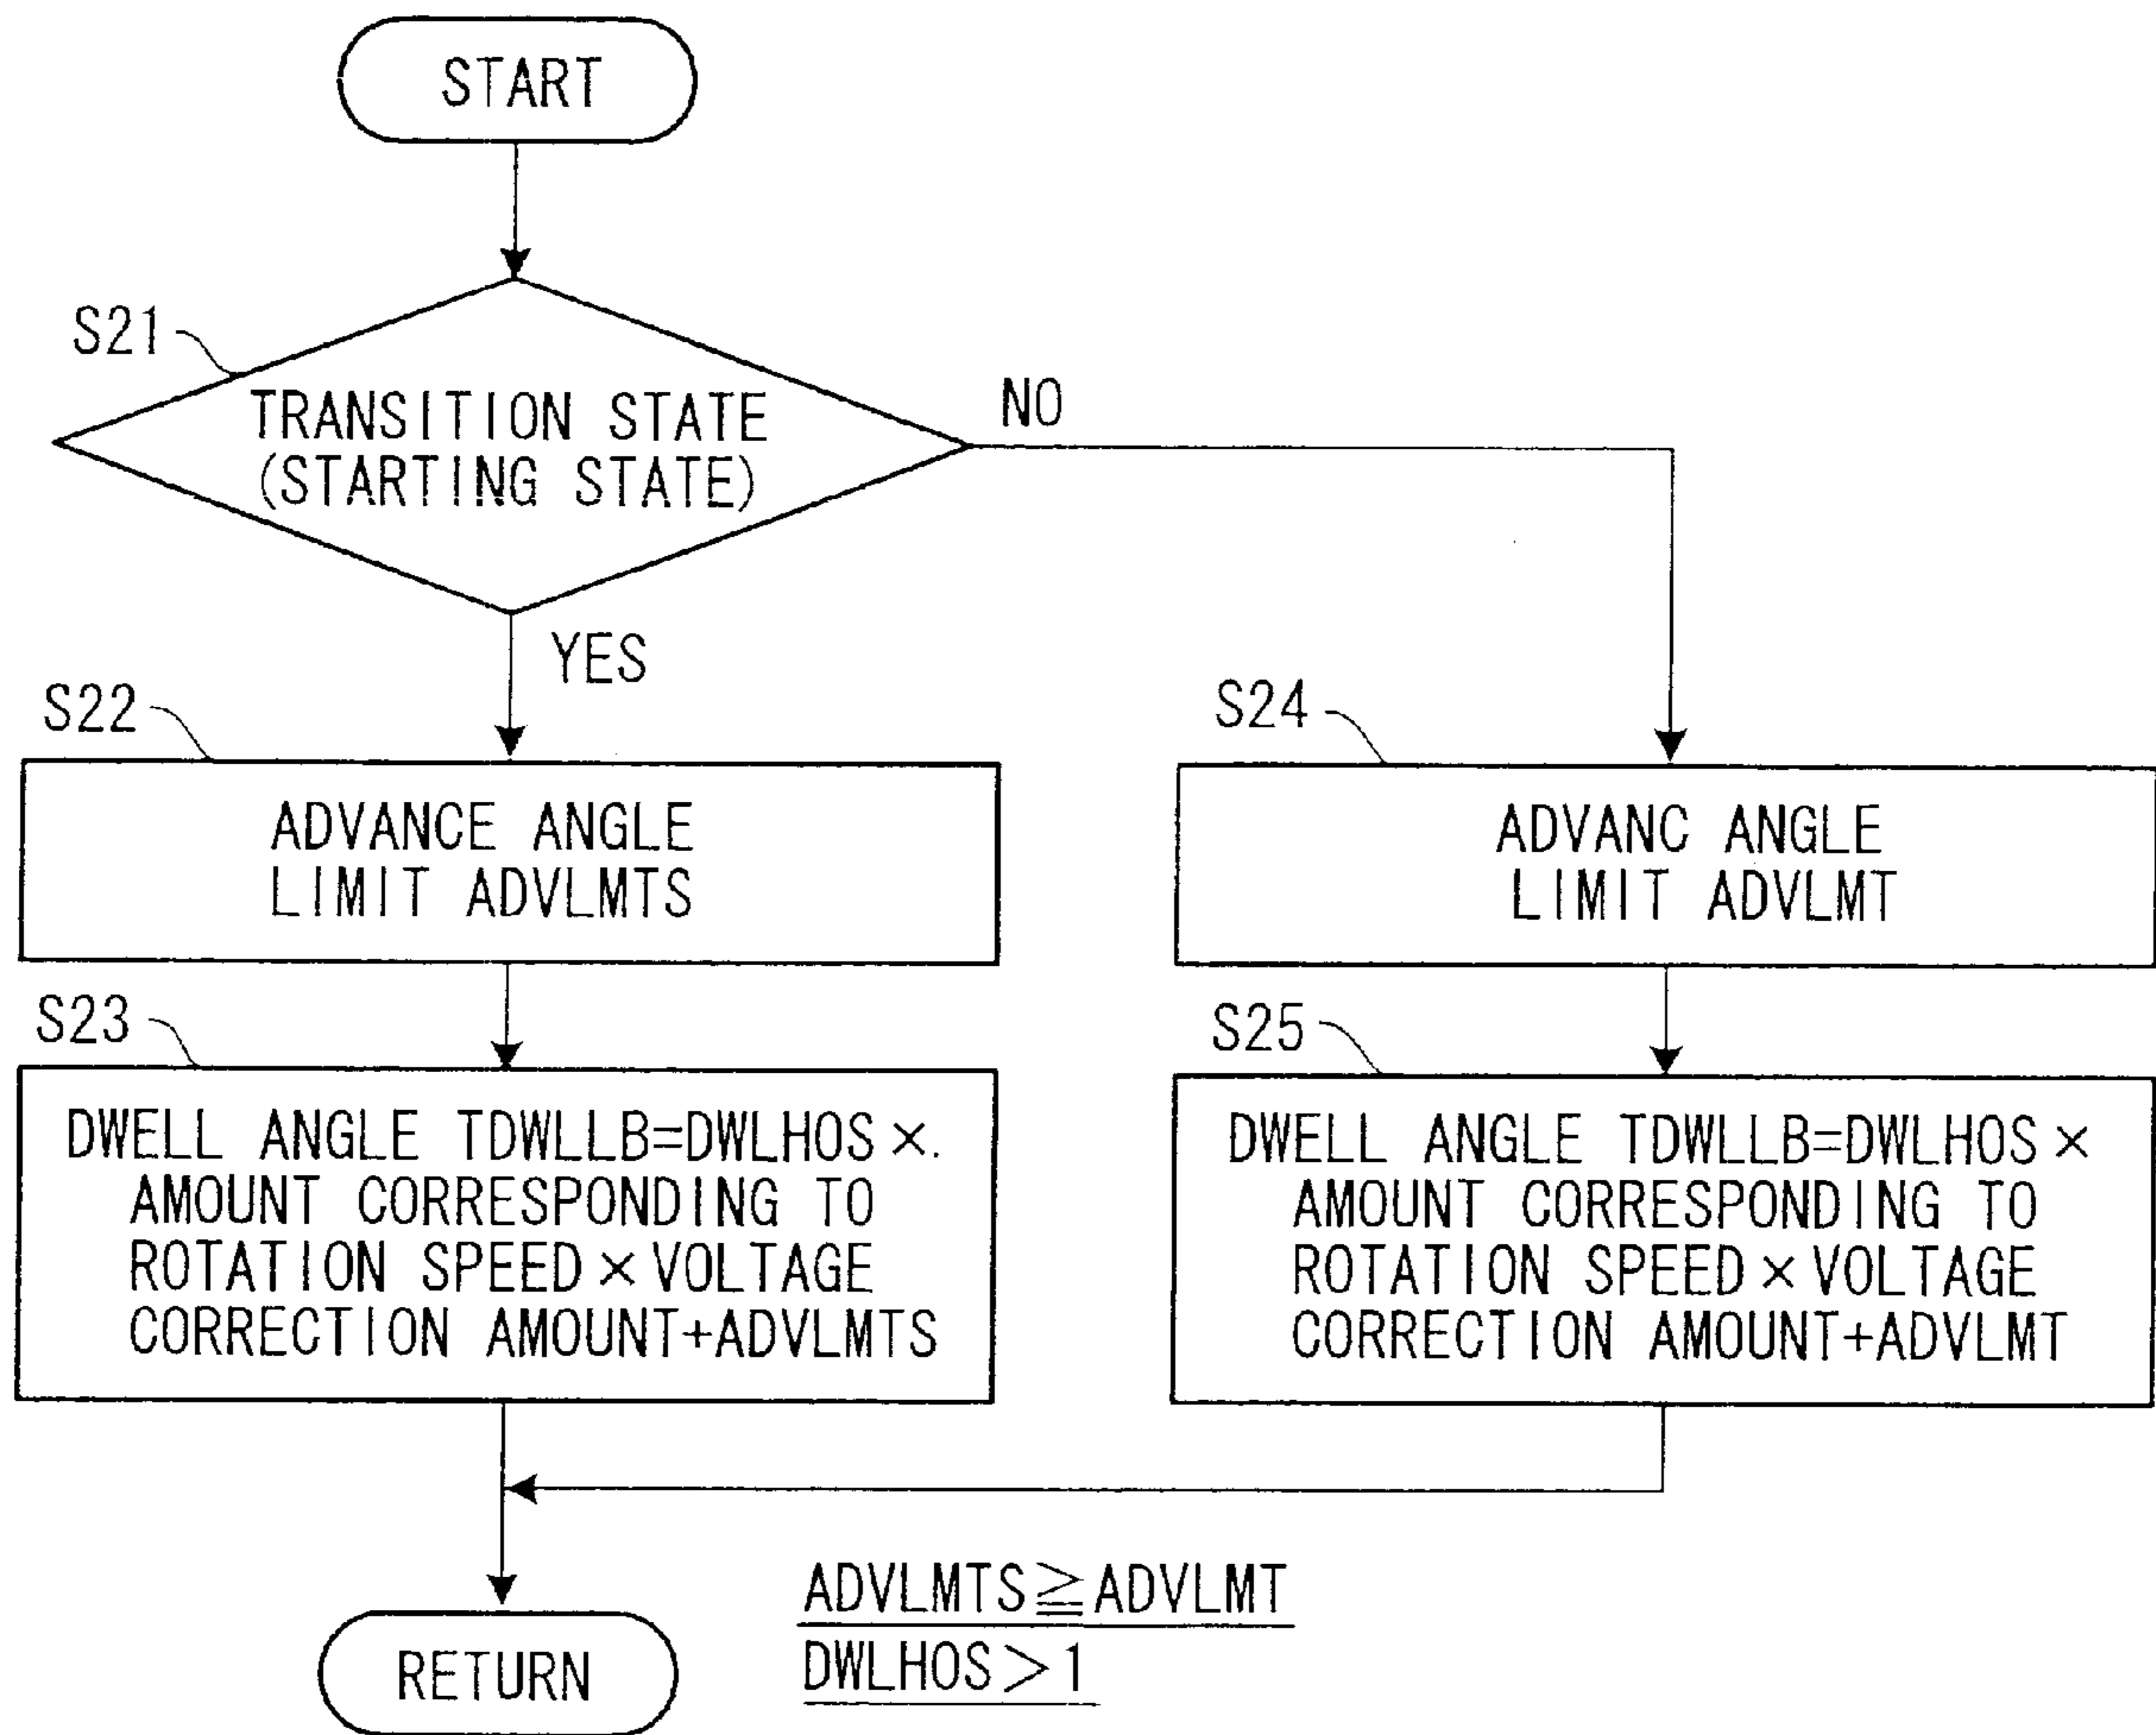 START
S21
TRANSITION STATE
(STARTING STATE)
NO
YES
S22
ADVANCE ANGLE
LIMIT ADVLMTS
S24
ADVANC ANGLE
LIMIT ADVLMT
S23
DWELL ANGLE TDWLLB=DWLHOS×.
AMOUNT CORRESPONDING TO
ROTATION SPEED×VOLTAGE
CORRECTION AMOUNT+ADVLMTS
S25
DWELL ANGLE TDWLLB=DWLHOS×
AMOUNT CORRESPONDING TO
ROTATION SPEED×VOLTAGE
CORRECTION AMOUNT+ADVLMT
ADVLMTS≧ADVLMT
DWLHOS>1
RETURN